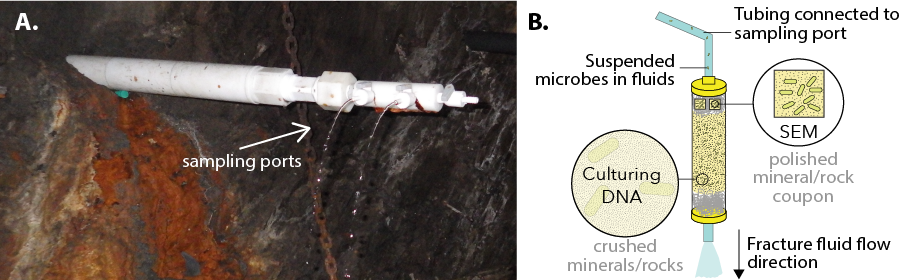 A.
sampling ports
B.
Tubing connected to
sampling port
Suspended
microbes in fluids
SEM
polished
mineral/rock
coupon
Culturing
DNA
crushed
minerals/rocks
Fracture fluid flow
direction